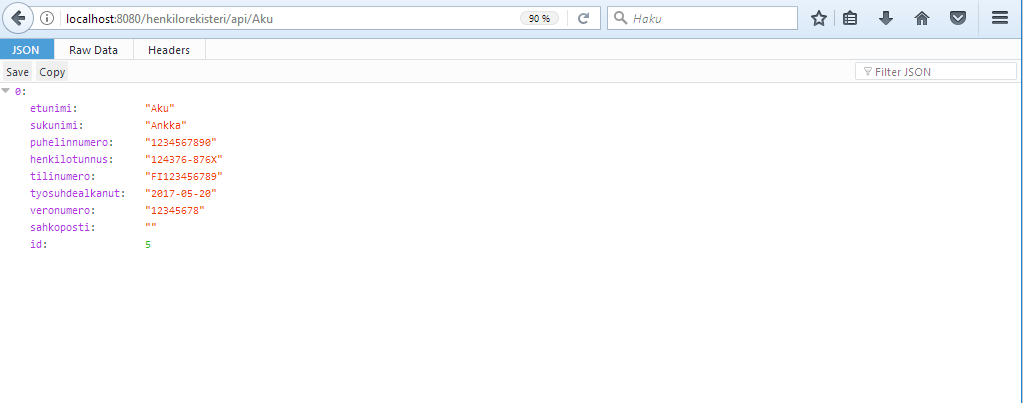 localhost:8080/henkilorekisteri/api/Aku 90 % Haku
JSON Raw Data Headers
Save Copy Filter JSON
0:
etunimi: "Aku"
sukunimi: "Ankka"
puhelinnumero: "1234567890"
henkilotunnus: "124376-876X"
tilinumero: "FI123456789"
tyosuhdealkanut: "2017-05-20"
veronumero: "12345678"
sahkoposti: ""
id: 5